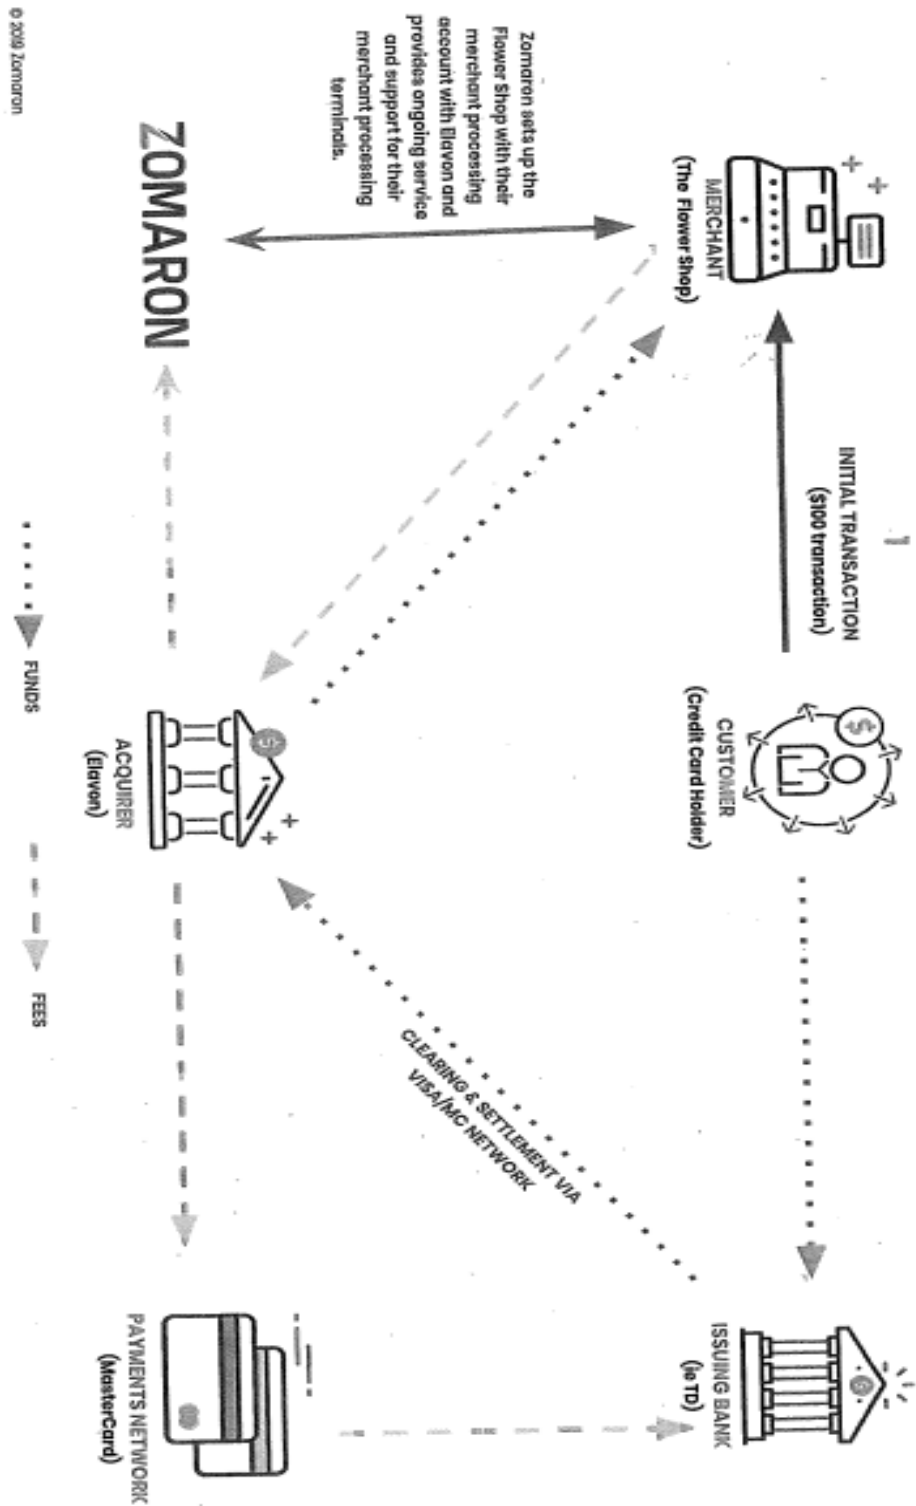 INITIAL TRANSACTION
($100 transaction)
1
MERCHANT
(The Flower Shop)
CUSTOMER
(Credit Card Holder)
ISSUING BANK
(ie TD)
Zomaron sets up the
Flower Shop with their
merchant processing
account with Elavon and
provides ongoing service
and support for their
merchant processing
terminals.
CLEARING & SETTLEMENT VIA
VISA/MC NETWORK
ZOMARON
ACQUIRER
(Elavon)
PAYMENTS NETWORK
(MasterCard)
FUNDS
FEES
© 2019 Zomaron